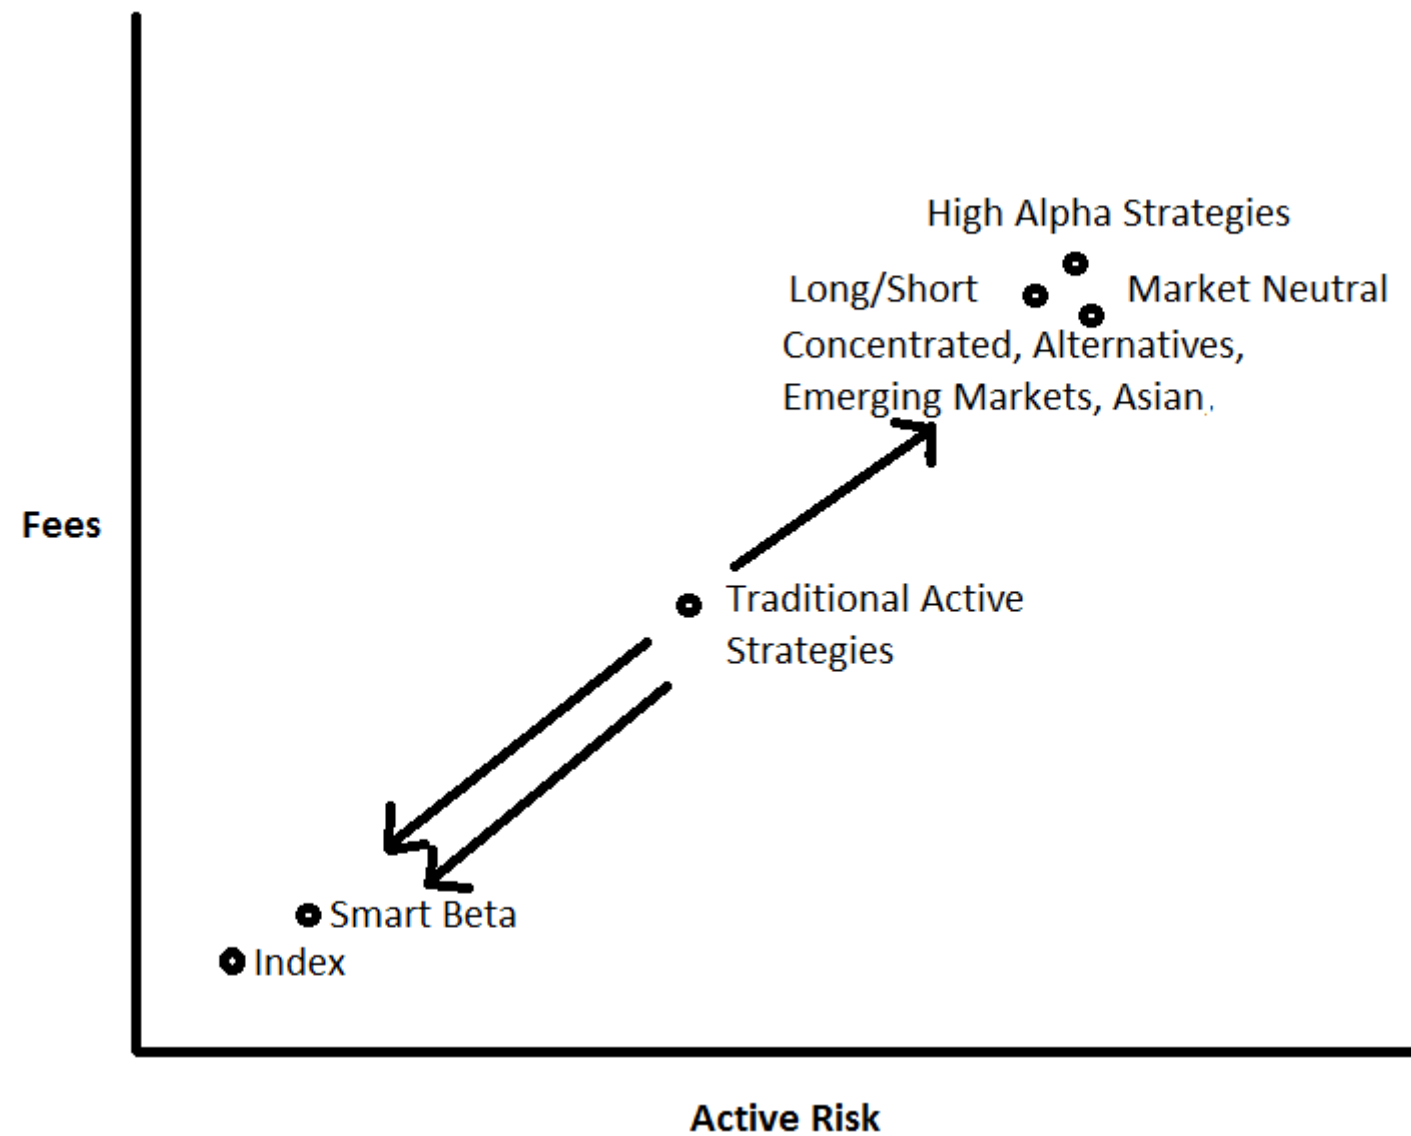 High Alpha Strategies
Long/Short
Market Neutral
Concentrated, Alternatives,
Emerging Markets, Asian,
Fees
Traditional Active
Strategies
Smart Beta
Index
Active Risk